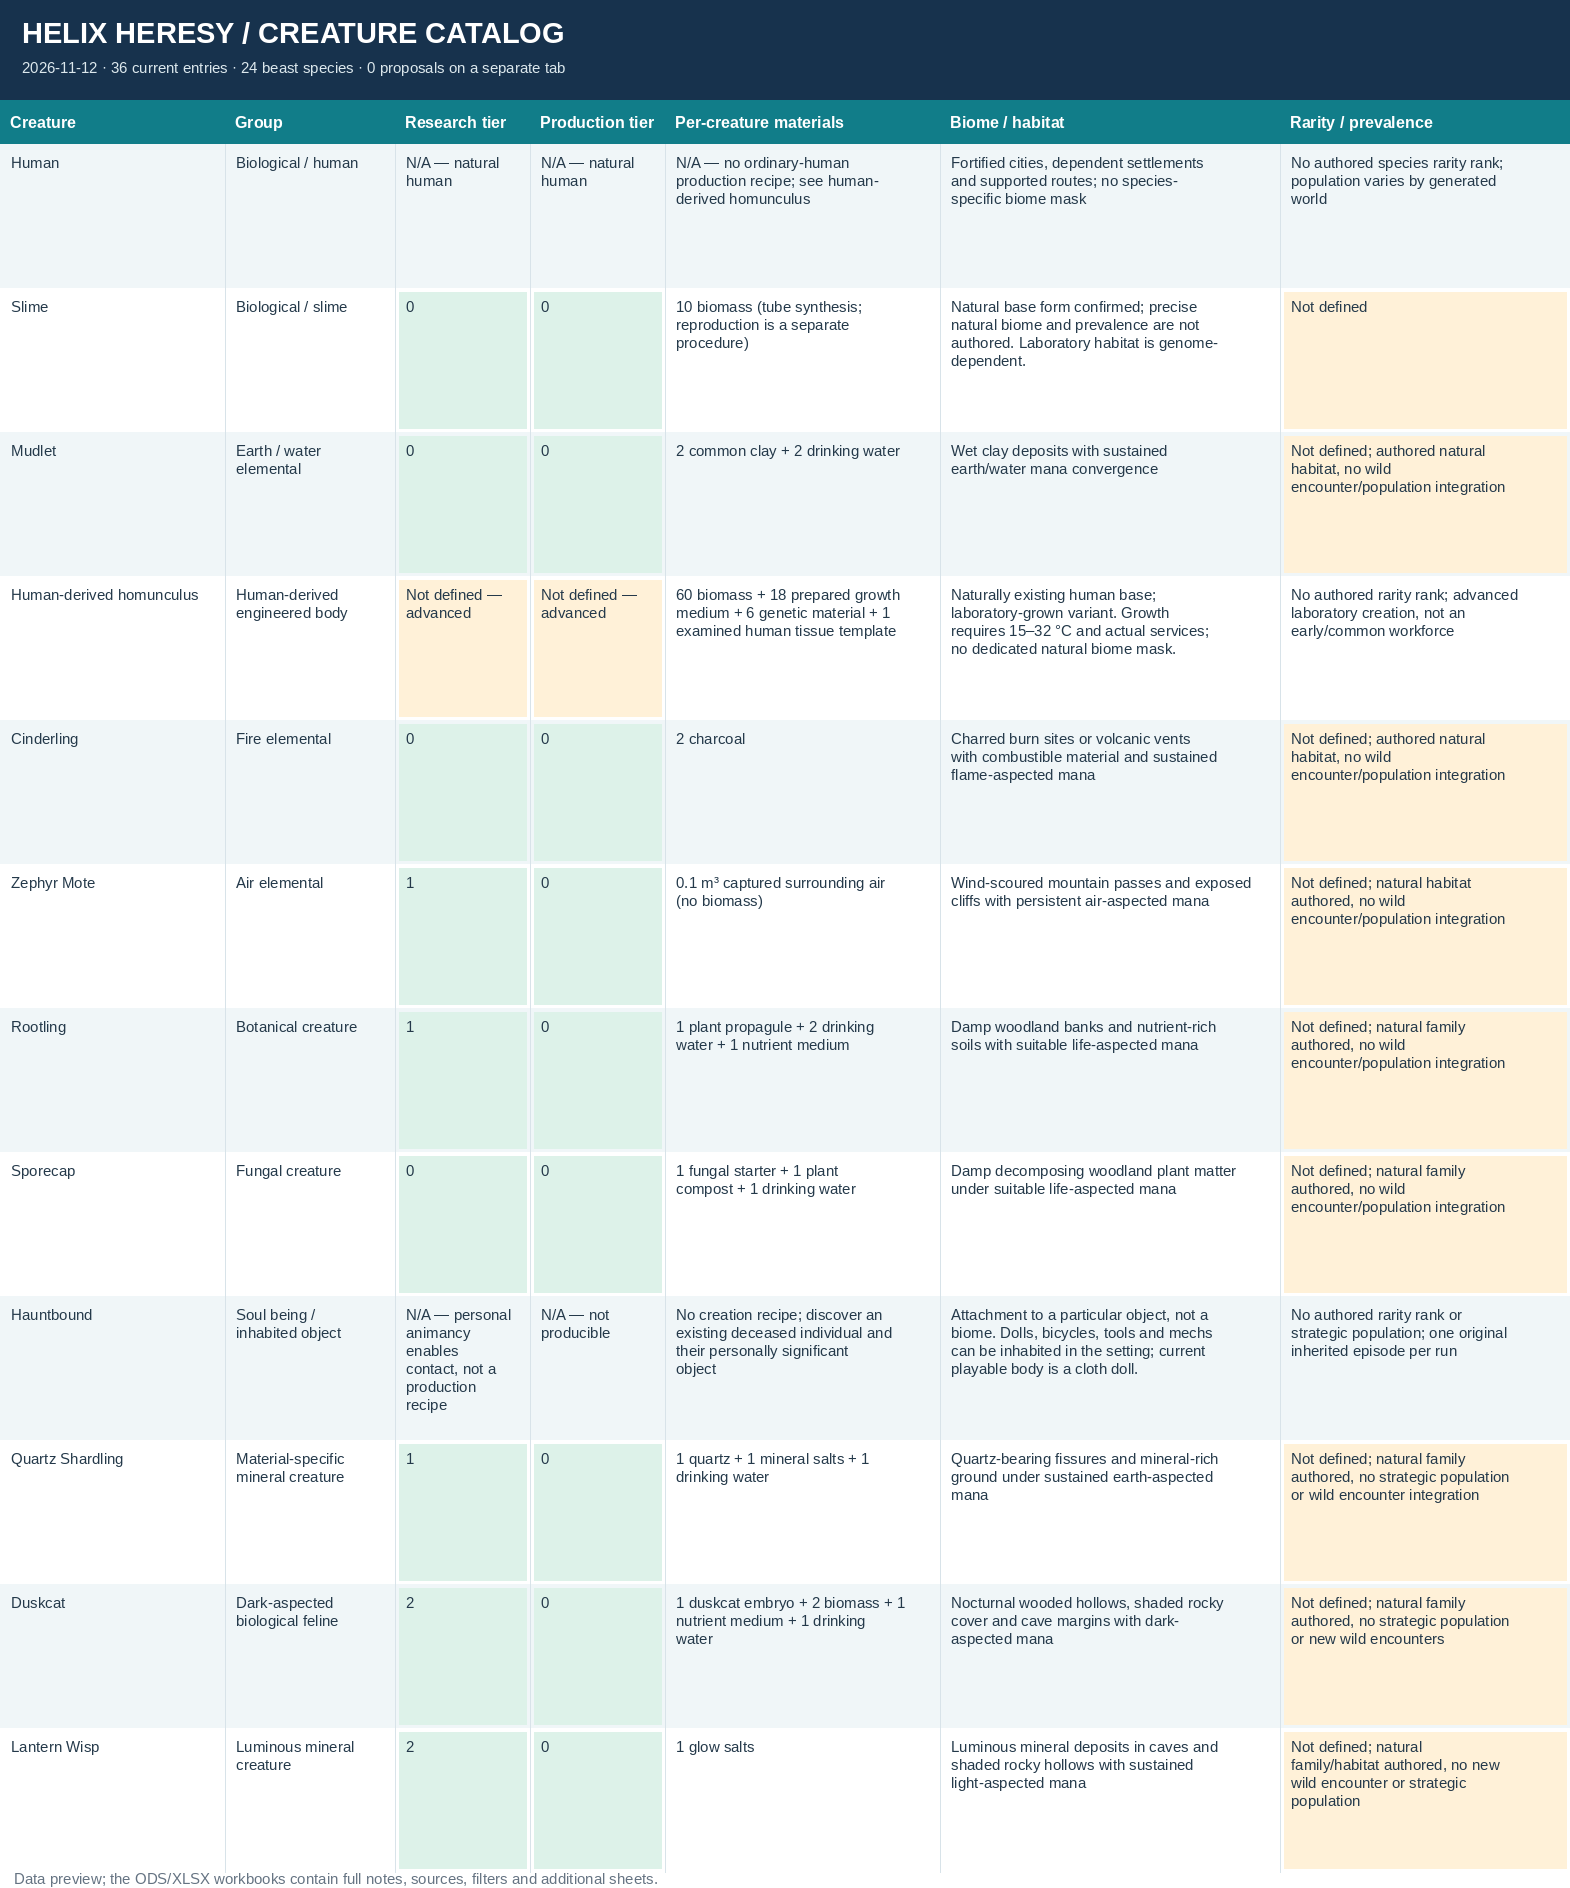 HELIX HERESY / CREATURE CATALOG
2026-11-12 · 36 current entries · 24 beast species · 0 proposals on a separate tab
Creature
Group
Research tier
Production tier
Per-creature materials
Biome / habitat
Rarity / prevalence
Human
Biological / human
N/A — natural
human
N/A — natural
human
N/A — no ordinary-human
production recipe; see human-
derived homunculus
Fortified cities, dependent settlements
and supported routes; no species-
specific biome mask
No authored species rarity rank;
population varies by generated
world
Slime
Biological / slime
0
0
10 biomass (tube synthesis;
reproduction is a separate
procedure)
Natural base form confirmed; precise
natural biome and prevalence are not
authored. Laboratory habitat is genome-
dependent.
Not defined
Mudlet
Earth / water
elemental
0
0
2 common clay + 2 drinking water
Wet clay deposits with sustained
earth/water mana convergence
Not defined; authored natural
habitat, no wild
encounter/population integration
Human-derived homunculus
Human-derived
engineered body
Not defined —
advanced
Not defined —
advanced
60 biomass + 18 prepared growth
medium + 6 genetic material + 1
examined human tissue template
Naturally existing human base;
laboratory-grown variant. Growth
requires 15–32 °C and actual services;
no dedicated natural biome mask.
No authored rarity rank; advanced
laboratory creation, not an
early/common workforce
Cinderling
Fire elemental
0
0
2 charcoal
Charred burn sites or volcanic vents
with combustible material and sustained
flame-aspected mana
Not defined; authored natural
habitat, no wild
encounter/population integration
Zephyr Mote
Air elemental
1
0
0.1 m³ captured surrounding air
(no biomass)
Wind-scoured mountain passes and exposed
cliffs with persistent air-aspected mana
Not defined; natural habitat
authored, no wild
encounter/population integration
Rootling
Botanical creature
1
0
1 plant propagule + 2 drinking
water + 1 nutrient medium
Damp woodland banks and nutrient-rich
soils with suitable life-aspected mana
Not defined; natural family
authored, no wild
encounter/population integration
Sporecap
Fungal creature
0
0
1 fungal starter + 1 plant
compost + 1 drinking water
Damp decomposing woodland plant matter
under suitable life-aspected mana
Not defined; natural family
authored, no wild
encounter/population integration
Hauntbound
Soul being /
inhabited object
N/A — personal
animancy
enables
contact, not a
production
recipe
N/A — not
producible
No creation recipe; discover an
existing deceased individual and
their personally significant
object
Attachment to a particular object, not a
biome. Dolls, bicycles, tools and mechs
can be inhabited in the setting; current
playable body is a cloth doll.
No authored rarity rank or
strategic population; one original
inherited episode per run
Quartz Shardling
Material-specific
mineral creature
1
0
1 quartz + 1 mineral salts + 1
drinking water
Quartz-bearing fissures and mineral-rich
ground under sustained earth-aspected
mana
Not defined; natural family
authored, no strategic population
or wild encounter integration
Duskcat
Dark-aspected
biological feline
2
0
1 duskcat embryo + 2 biomass + 1
nutrient medium + 1 drinking
water
Nocturnal wooded hollows, shaded rocky
cover and cave margins with dark-
aspected mana
Not defined; natural family
authored, no strategic population
or new wild encounters
Lantern Wisp
Luminous mineral
creature
2
0
1 glow salts
Luminous mineral deposits in caves and
shaded rocky hollows with sustained
light-aspected mana
Not defined; natural
family/habitat authored, no new
wild encounter or strategic
population
Data preview; the ODS/XLSX workbooks contain full notes, sources, filters and additional sheets.